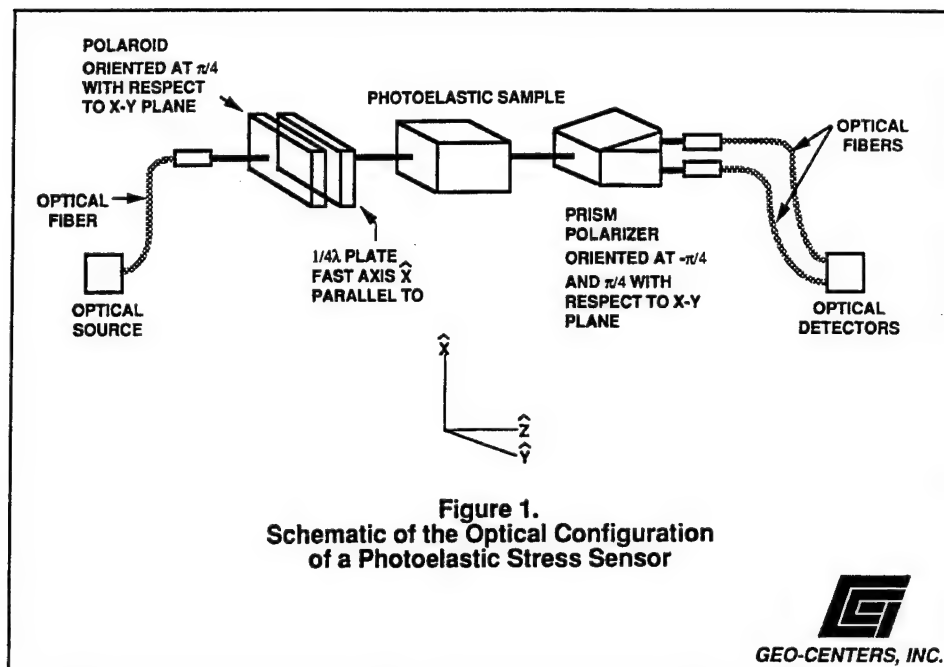 POLAROID
ORIENTED AT π/4
WITH RESPECT
TO X-Y PLANE
PHOTOELASTIC SAMPLE
OPTICAL
FIBERS
OPTICAL
FIBER
1/4λ PLATE
FAST AXIS X̂
PARALLEL TO
PRISM
POLARIZER
ORIENTED AT -π/4
AND π/4 WITH
RESPECT TO X-Y
PLANE
OPTICAL
SOURCE
OPTICAL
DETECTORS
X̂
Ẑ
Ŷ
Figure 1.
Schematic of the Optical Configuration
of a Photoelastic Stress Sensor
GEO-CENTERS, INC.